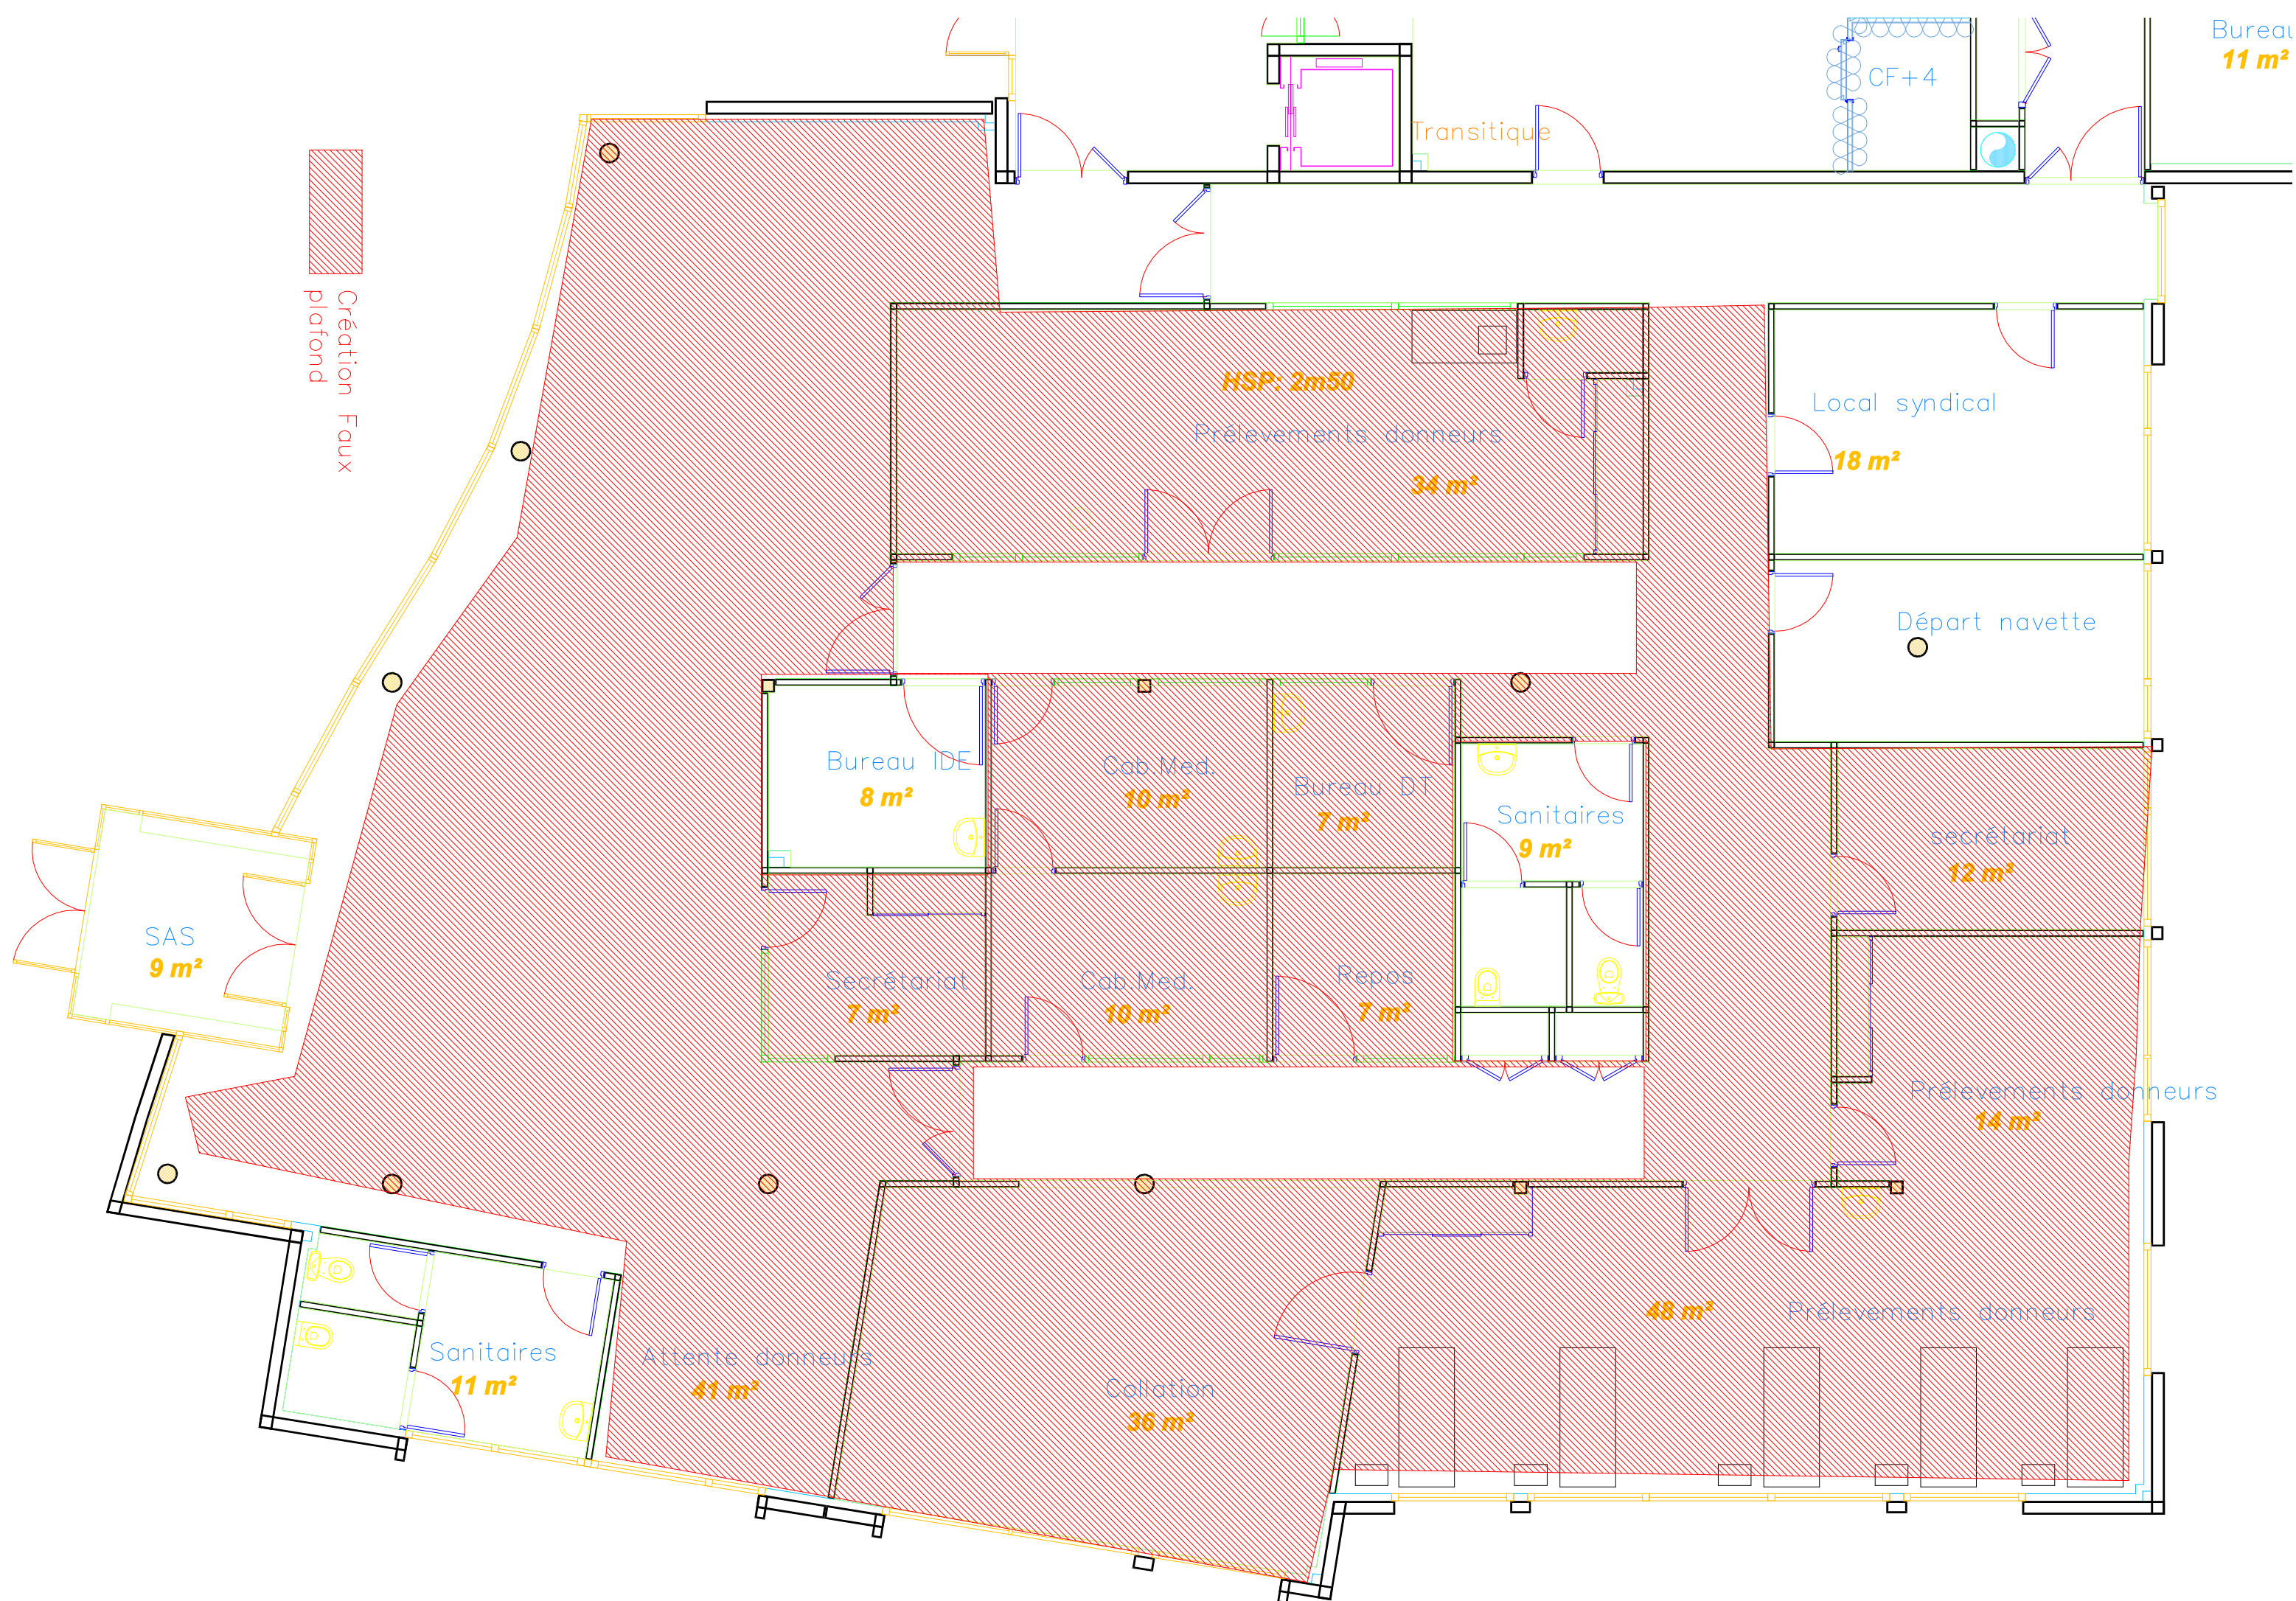 Bureau
11 m²
CF+4
Transitique
Création Faux
plafond
HSP: 2m50
Prélevements donneurs
34 m²
Local syndical
18 m²
Départ navette
Bureau IDE
8 m²
Cab.Med.
10 m²
Bureau DT
7 m²
Sanitaires
9 m²
secrétariat
12 m²
SAS
9 m²
Secrétariat
7 m²
Cab.Med.
10 m²
Repos
7 m²
Prélevements donneurs
14 m²
48 m²
Prélevements donneurs
Sanitaires
11 m²
Attente donneurs
41 m²
Collation
36 m²